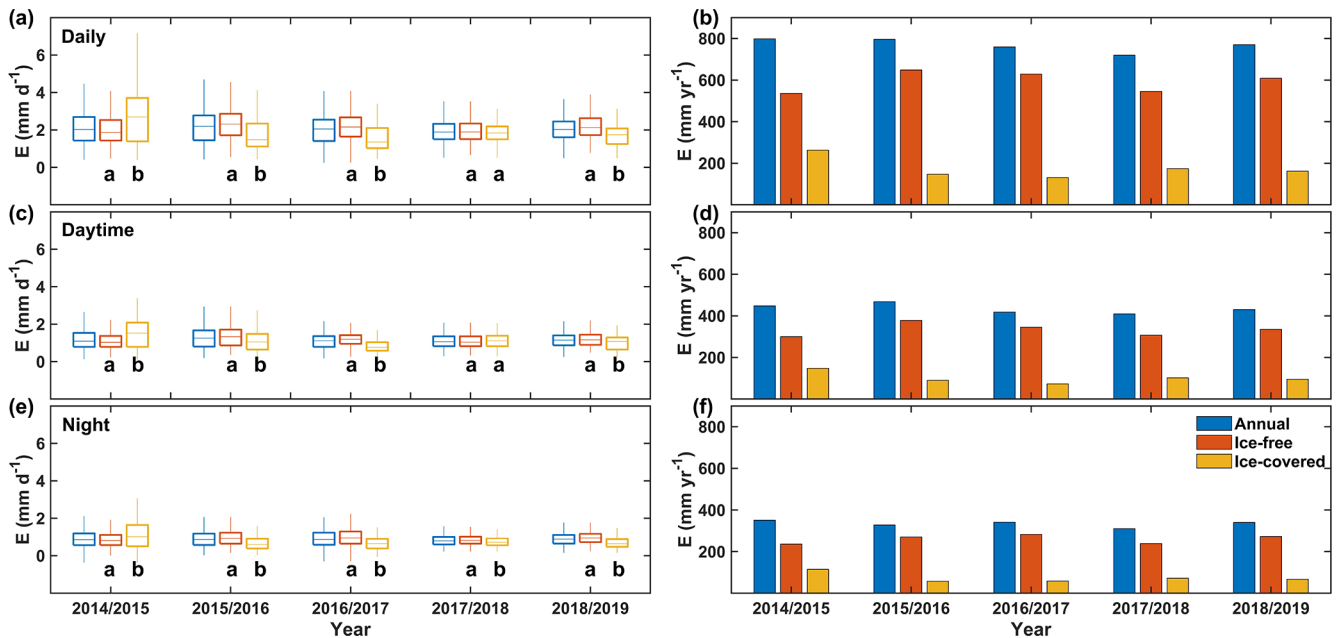 (a)
Daily
E (mm d-1)
6
4
2
0
a b a b a b a a a b
(b)
E (mm yr-1)
800
600
400
200
(c)
Daytime
E (mm d-1)
6
4
2
0
a b a b a b a a a b
(d)
E (mm yr-1)
800
600
400
200
(e)
Night
E (mm d-1)
6
4
2
0
a b a b a b a b a b
2014/2015 2015/2016 2016/2017 2017/2018 2018/2019
Year
(f)
E (mm yr-1)
800
600
400
200
Annual
Ice-free
Ice-covered
2014/2015 2015/2016 2016/2017 2017/2018 2018/2019
Year